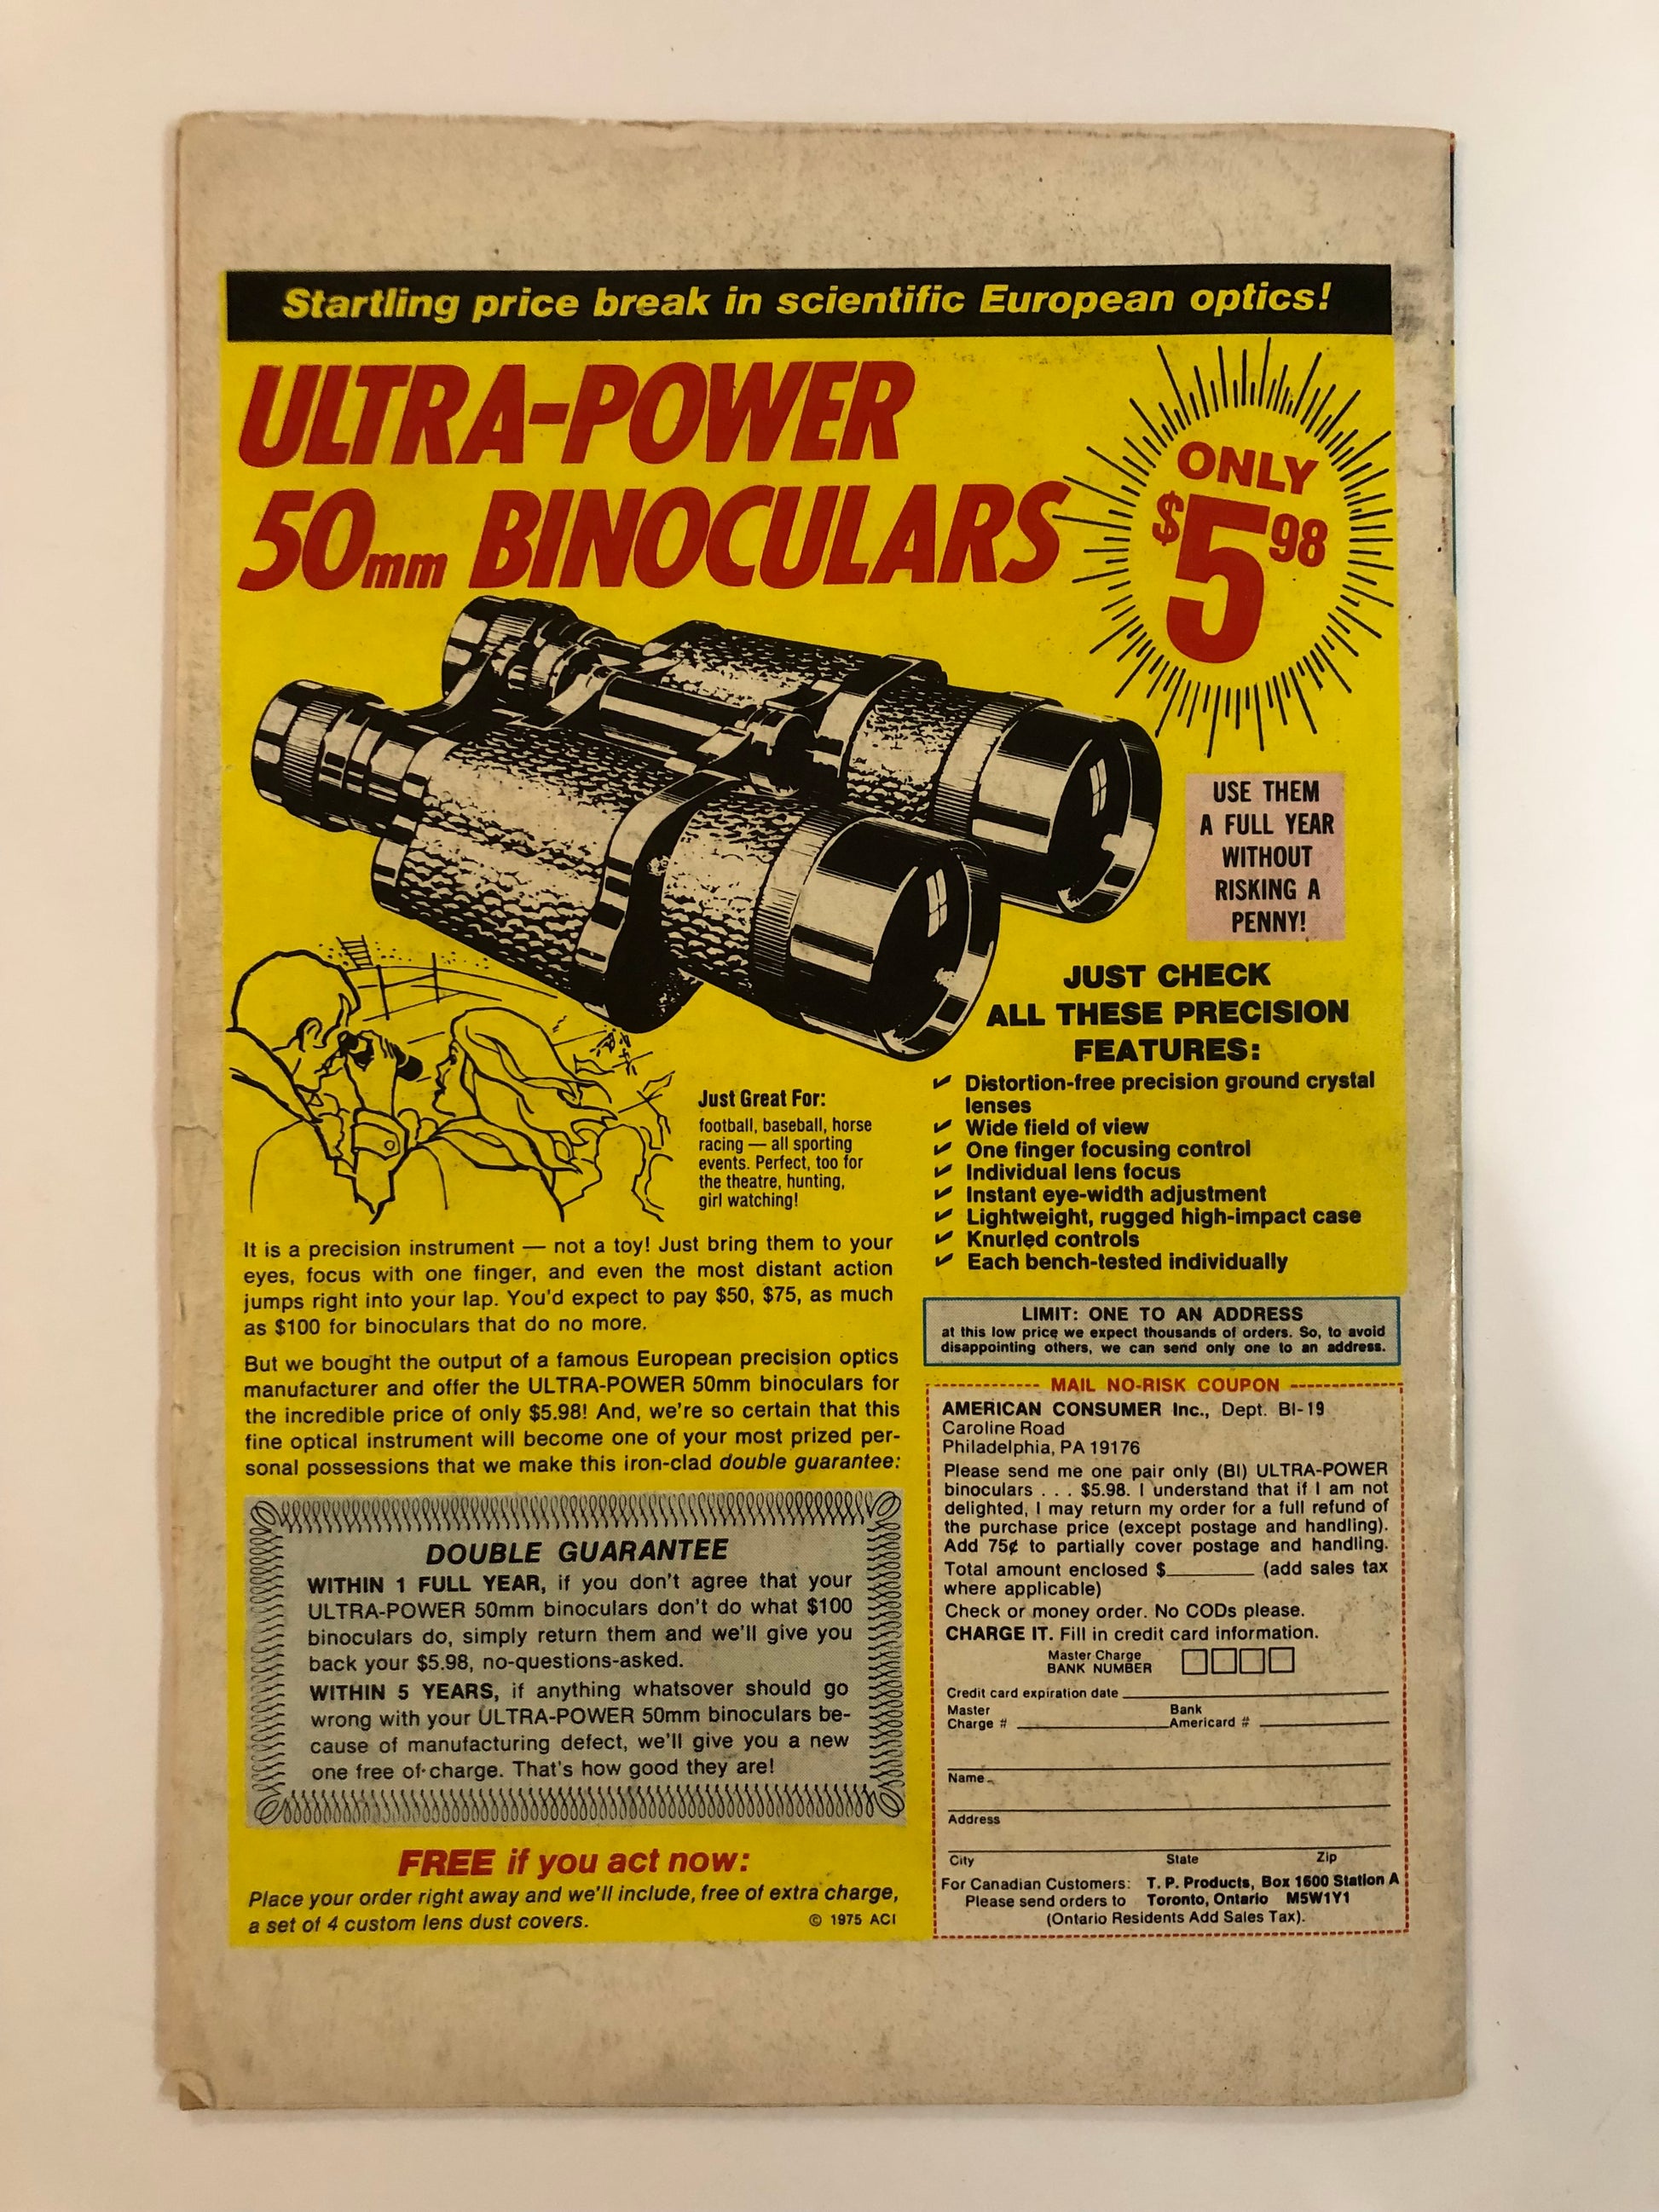 Startling price break in scientific European optics!
ULTRA-POWER
50mm BINOCULARS
ONLY
$5 98
USE THEM
A FULL YEAR
WITHOUT
RISKING A
PENNY!
JUST CHECK
ALL THESE PRECISION
FEATURES:
✔ Distortion-free precision ground crystal
lenses
✔ Wide field of view
✔ One finger focusing control
✔ Individual lens focus
✔ Instant eye-width adjustment
✔ Lightweight, rugged high-impact case
✔ Knurled controls
✔ Each bench-tested individually
Just Great For:
football, baseball, horse
racing — all sporting
events. Perfect, too for
the theatre, hunting,
girl watching!
It is a precision instrument — not a toy! Just bring them to your
eyes, focus with one finger, and even the most distant action
jumps right into your lap. You'd expect to pay $50, $75, as much
as $100 for binoculars that do no more.
But we bought the output of a famous European precision optics
manufacturer and offer the ULTRA-POWER 50mm binoculars for
the incredible price of only $5.98! And, we're so certain that this
fine optical instrument will become one of your most prized per-
sonal possessions that we make this iron-clad double guarantee:
DOUBLE GUARANTEE
WITHIN 1 FULL YEAR, if you don't agree that your
ULTRA-POWER 50mm binoculars don't do what $100
binoculars do, simply return them and we'll give you
back your $5.98, no-questions-asked.
WITHIN 5 YEARS, if anything whatsover should go
wrong with your ULTRA-POWER 50mm binoculars be-
cause of manufacturing defect, we'll give you a new
one free of charge. That's how good they are!
FREE if you act now:
Place your order right away and we'll include, free of extra charge,
a set of 4 custom lens dust covers.
© 1975 ACI
LIMIT: ONE TO AN ADDRESS
at this low price we expect thousands of orders. So, to avoid
disappointing others, we can send only one to an address.
MAIL NO-RISK COUPON
AMERICAN CONSUMER Inc., Dept. BI-19
Caroline Road
Philadelphia, PA 19176
Please send me one pair only (BI) ULTRA-POWER
binoculars . . . $5.98. I understand that if I am not
delighted, I may return my order for a full refund of
the purchase price (except postage and handling).
Add 75¢ to partially cover postage and handling.
Total amount enclosed $________ (add sales tax
where applicable)
Check or money order. No CODs please.
CHARGE IT. Fill in credit card information.
Master Charge
BANK NUMBER
Credit card expiration date
Master Bank
Charge # Americard #
Name
Address
City State Zip
For Canadian Customers: T. P. Products, Box 1600 Station A
Please send orders to Toronto, Ontario M5W1Y1
(Ontario Residents Add Sales Tax).